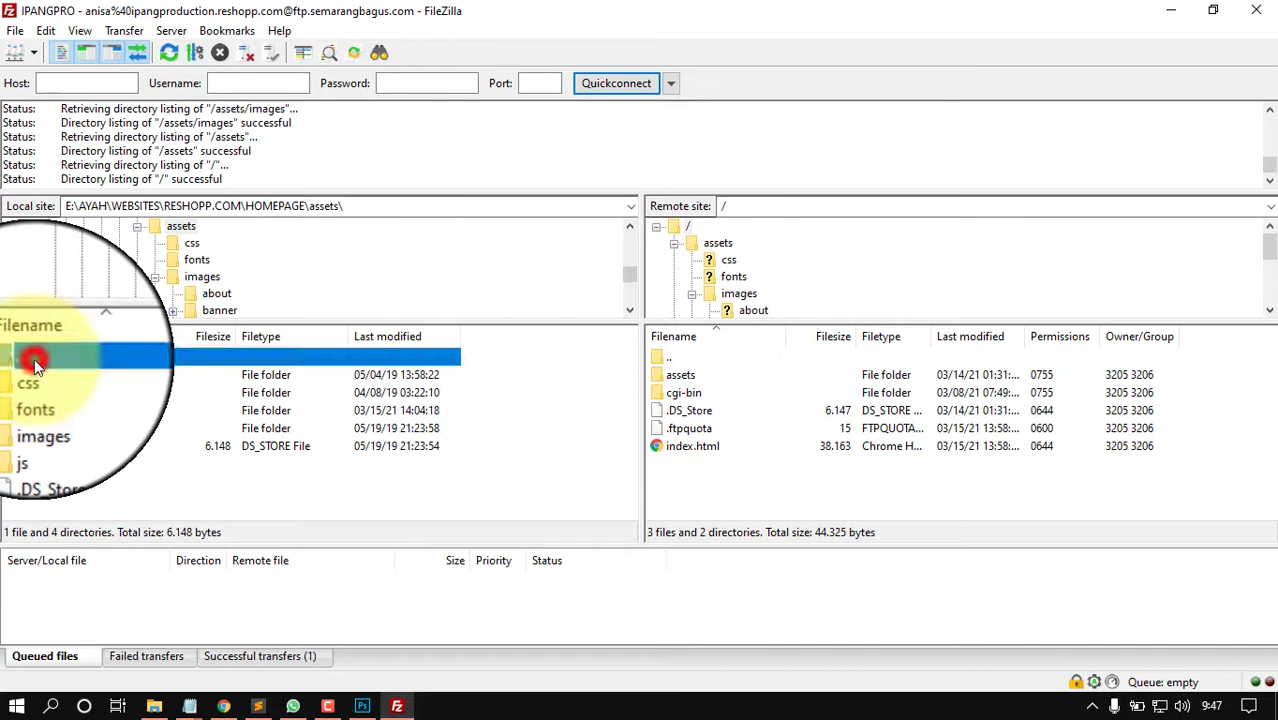 IPANGPRO - anisa%40ipangproduction.reshopp.com@ftp.semarangbagus.com - FileZilla
File Edit View Transfer Server Bookmarks Help
Host: Username: Password: Port: Quickconnect
Status: Retrieving directory listing of "/assets/images"...
Status: Directory listing of "/assets/images" successful
Status: Retrieving directory listing of "/assets"...
Status: Directory listing of "/assets" successful
Status: Retrieving directory listing of "/"...
Status: Directory listing of "/" successful
Local site: E:\AYAH\WEBSITES\RESHOPP.COM\HOMEPAGE\assets\
Remote site: /
assets
css
fonts
images
about
banner
/
assets
css
fonts
images
about
Filename Filesize Filetype Last modified
css File folder 05/04/19 13:58:22
fonts File folder 04/08/19 03:22:10
images File folder 03/15/21 14:04:18
js File folder 05/19/19 21:23:58
.DS_Store 6.148 DS_STORE File 05/19/19 21:23:54
1 file and 4 directories. Total size: 6.148 bytes
Filename Filesize Filetype Last modified Permissions Owner/Group
..
assets File folder 03/14/21 01:31:... 0755 3205 3206
cgi-bin File folder 03/08/21 07:49:... 0755 3205 3206
.DS_Store 6.147 DS_STORE ... 03/14/21 01:31:... 0644 3205 3206
.ftpquota 15 FTPQUOTA... 03/15/21 13:58:... 0600 3205 3206
index.html 38.163 Chrome H... 03/15/21 13:58:... 0644 3205 3206
3 files and 2 directories. Total size: 44.325 bytes
Server/Local file Direction Remote file Size Priority Status
Queued files Failed transfers Successful transfers (1)
Queue: empty
9:47